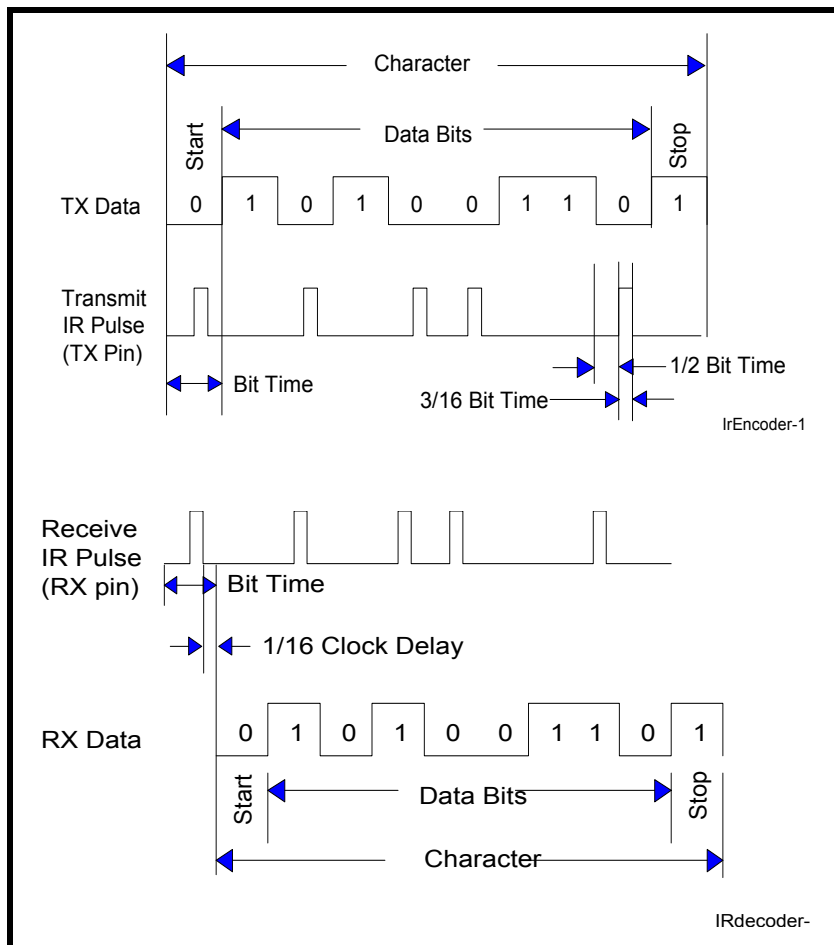 Character
Start
Data Bits
Stop
TX Data
0 1 0 1 0 0 1 1 0 1
Transmit
IR Pulse
(TX Pin)
Bit Time
1/2 Bit Time
3/16 Bit Time
IrEncoder-1
Receive
IR Pulse
(RX pin)
Bit Time
1/16 Clock Delay
RX Data
0 1 0 1 0 0 1 1 0 1
Start
Data Bits
Stop
Character
IRdecoder-